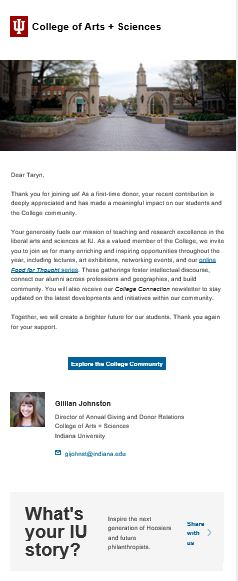 College of Arts + Sciences
Dear Taryn,
Thank you for joining us! As a first-time donor, your recent contribution is
deeply appreciated and has made a meaningful impact on our students and
the College community.
Your generosity fuels our mission of teaching and research excellence in the
liberal arts and sciences at IU. As a valued member of the College, we invite
you to join us for many enriching and inspiring opportunities throughout the
year, including lectures, art exhibitions, networking events, and our online
Food for Thought series. These gatherings foster intellectual discourse,
connect our alumni across professions and geographies, and build
community. You will also receive our College Connection newsletter to stay
updated on the latest developments and initiatives within our community.
Together, we will create a brighter future for our students. Thank you again
for your support.
Explore the College Community
Gillian Johnston
Director of Annual Giving and Donor Relations
College of Arts + Sciences
Indiana University
gijohnst@indiana.edu
What's
your IU
story?
Inspire the next
generation of Hoosiers
and future
philanthropists.
Share
with
us